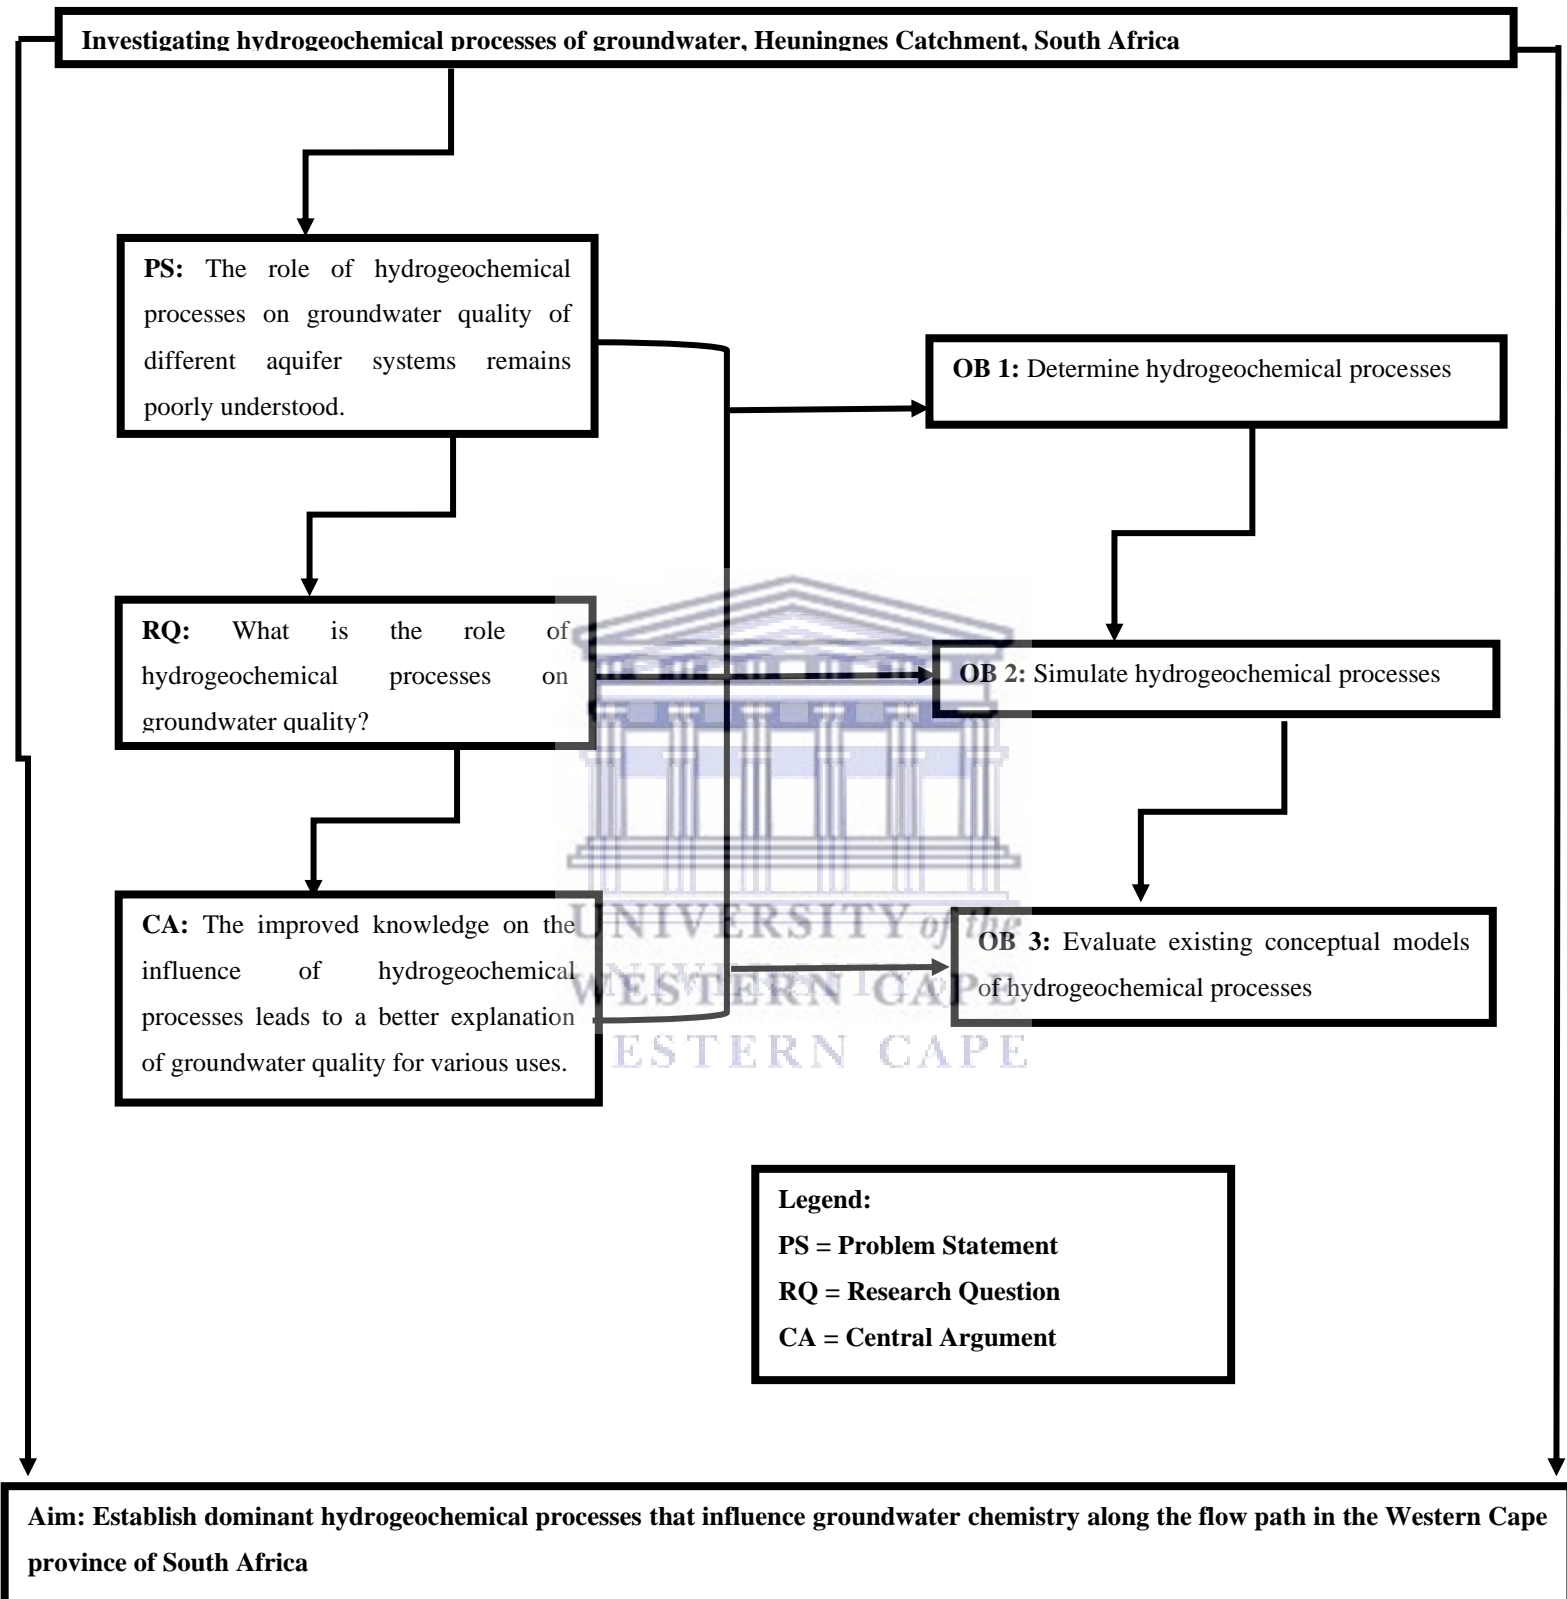 Investigating hydrogeochemical processes of groundwater, Heuningnes Catchment, South Africa
PS: The role of hydrogeochemical
processes on groundwater quality of
different aquifer systems remains
poorly understood.
OB 1: Determine hydrogeochemical processes
RQ: What is the role of
hydrogeochemical processes on
groundwater quality?
OB 2: Simulate hydrogeochemical processes
CA: The improved knowledge on the
influence of hydrogeochemical
processes leads to a better explanation
of groundwater quality for various uses.
UNIVERSITY of the
WESTERN CAPE
ESTERN CAPE
OB 3: Evaluate existing conceptual models
of hydrogeochemical processes
Legend:
PS = Problem Statement
RQ = Research Question
CA = Central Argument
Aim: Establish dominant hydrogeochemical processes that influence groundwater chemistry along the flow path in the Western Cape
province of South Africa